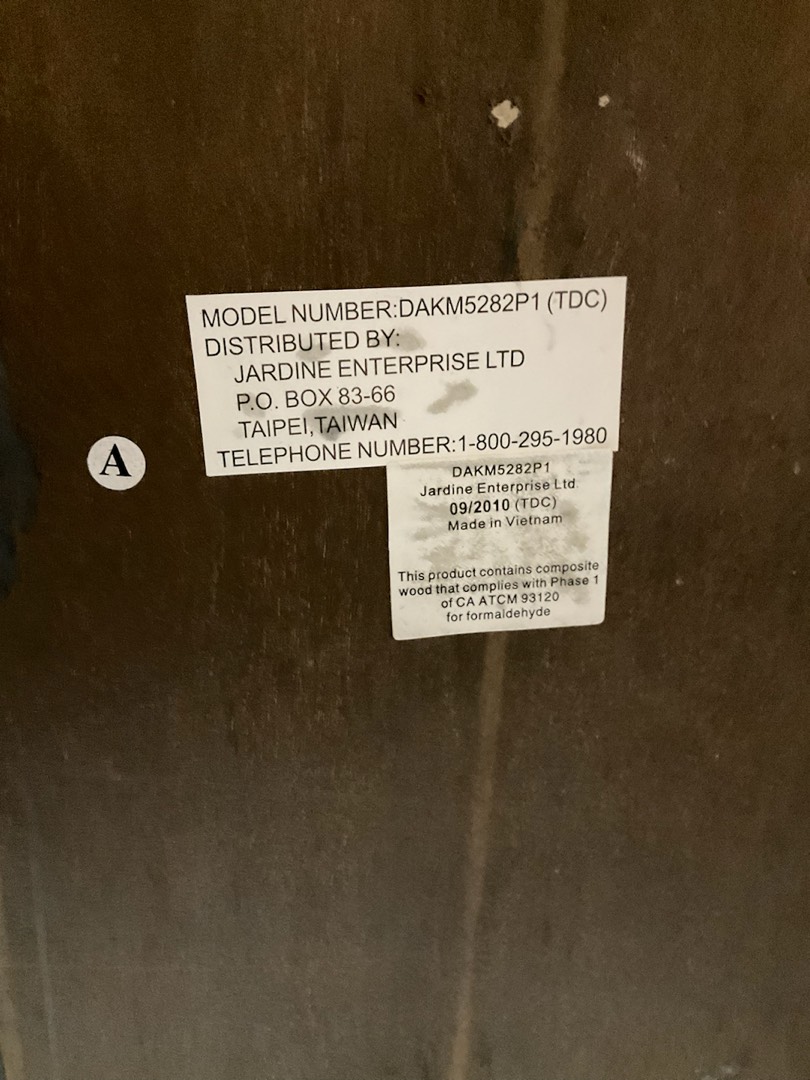 MODEL NUMBER:DAKM5282P1 (TDC)
DISTRIBUTED BY:
JARDINE ENTERPRISE LTD
P.O. BOX 83-66
TAIPEI,TAIWAN
TELEPHONE NUMBER:1-800-295-1980
A
DAKM5282P1
Jardine Enterprise Ltd
09/2010 (TDC)
Made in Vietnam
This product contains composite
wood that complies with Phase 1
of CA ATCM 93120
for formaldehyde